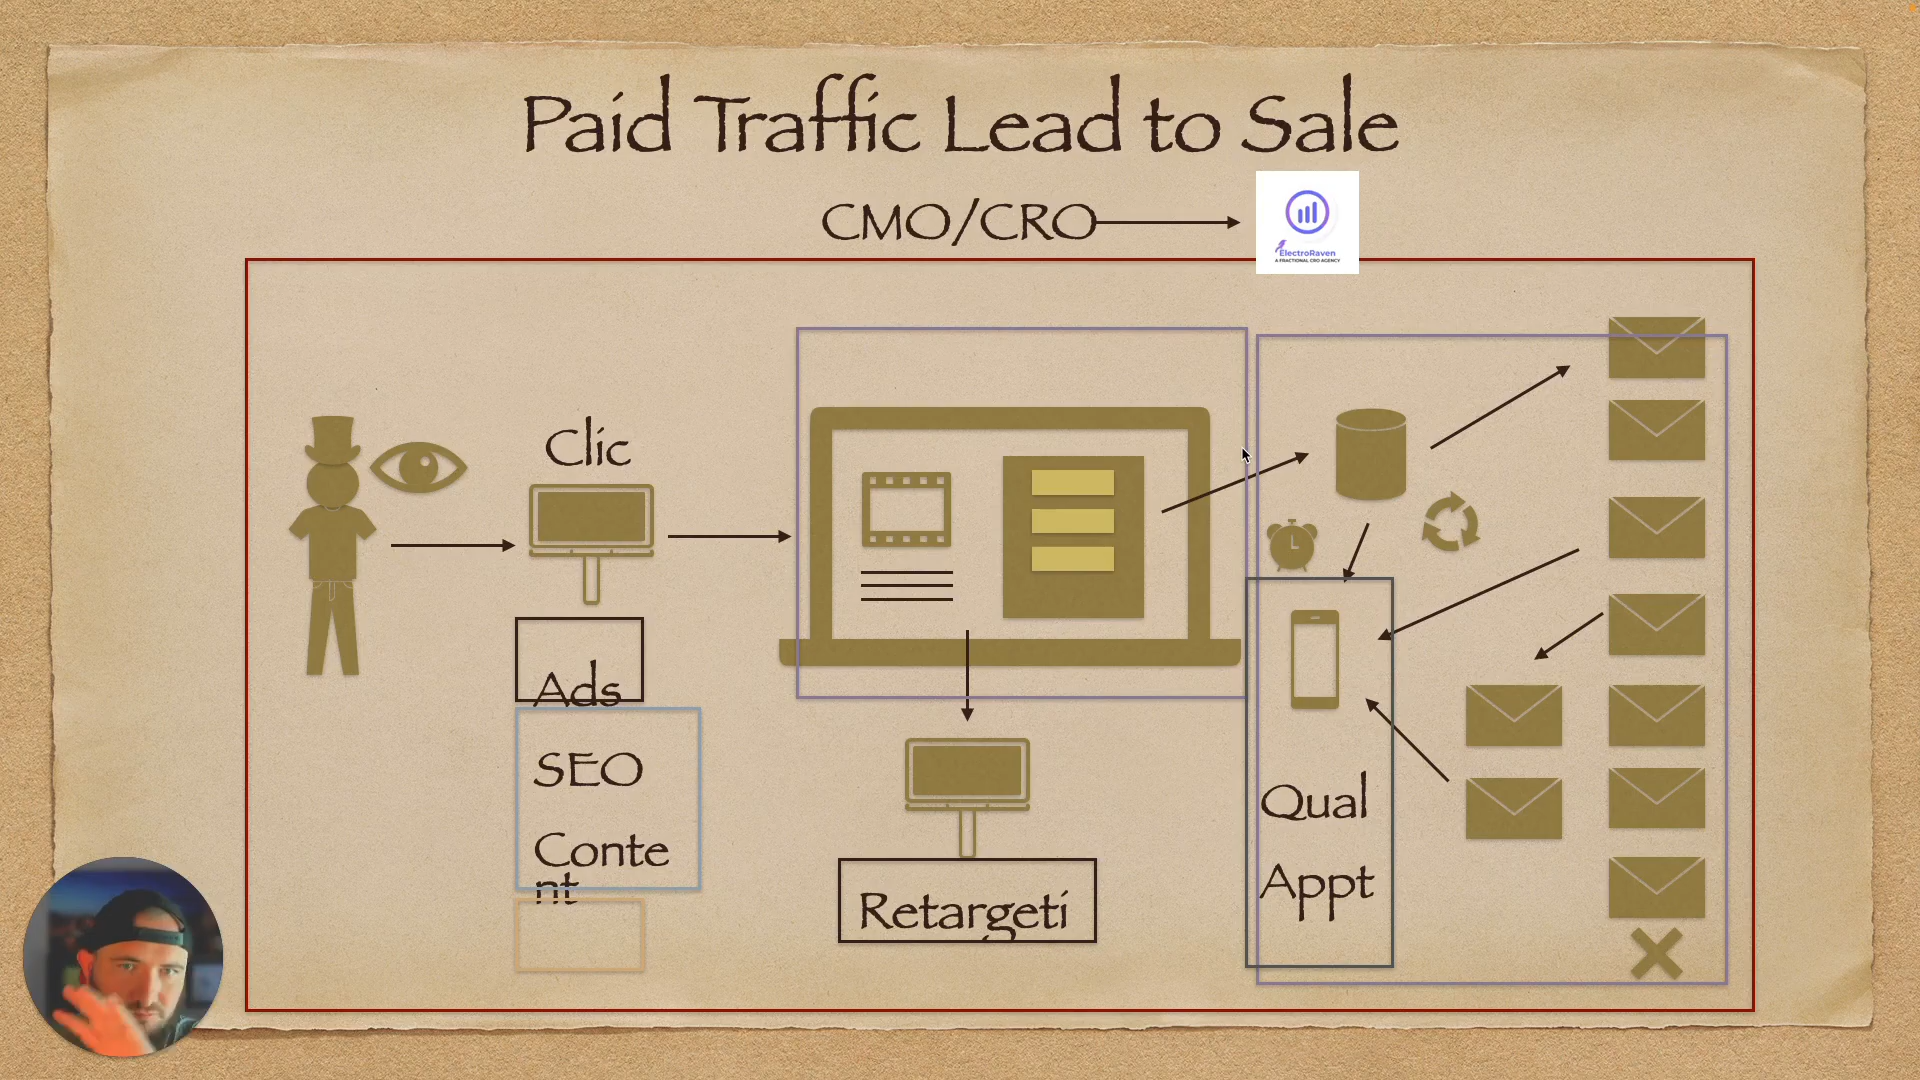 Paid Traffic Lead to Sale
CMO/CRO
ElectroRaven
A FRACTIONAL CRO AGENCY
Clic
Ads
SEO
Conte
nt
Retargeti
Qual
Appt